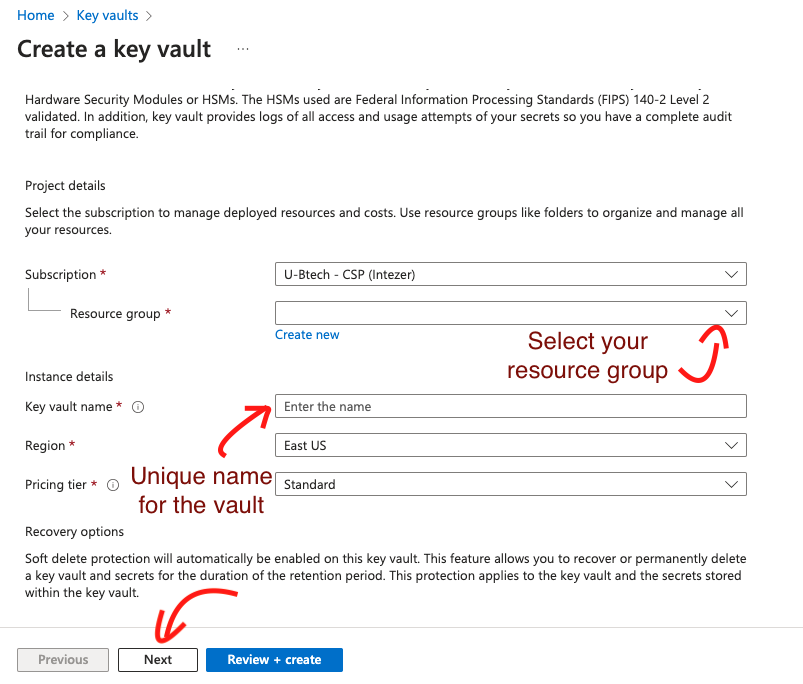 Home > Key vaults >
Create a key vault ...
Hardware Security Modules or HSMs. The HSMs used are Federal Information Processing Standards (FIPS) 140-2 Level 2
validated. In addition, key vault provides logs of all access and usage attempts of your secrets so you have a complete audit
trail for compliance.
Project details
Select the subscription to manage deployed resources and costs. Use resource groups like folders to organize and manage all
your resources.
Subscription *
U-Btech - CSP (Intezer)
Resource group *
Create new
Select your
resource group
Instance details
Key vault name *
Enter the name
Region *
East US
Unique name
for the vault
Pricing tier *
Standard
Recovery options
Soft delete protection will automatically be enabled on this key vault. This feature allows you to recover or permanently delete
a key vault and secrets for the duration of the retention period. This protection applies to the key vault and the secrets stored
within the key vault.
Previous
Next
Review + create